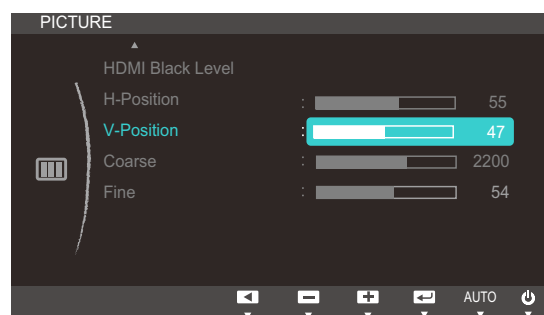 PICTURE
HDMI Black Level
H-Position : 55
V-Position : 47
Coarse : 2200
Fine : 54
AUTO